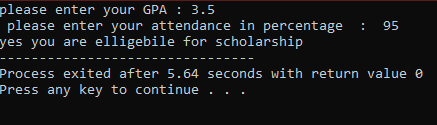 please enter your GPA : 3.5
 please enter your attendance in percentage  :  95
yes you are elligebile for scholarship
--------------------------------
Process exited after 5.64 seconds with return value 0
Press any key to continue . . .